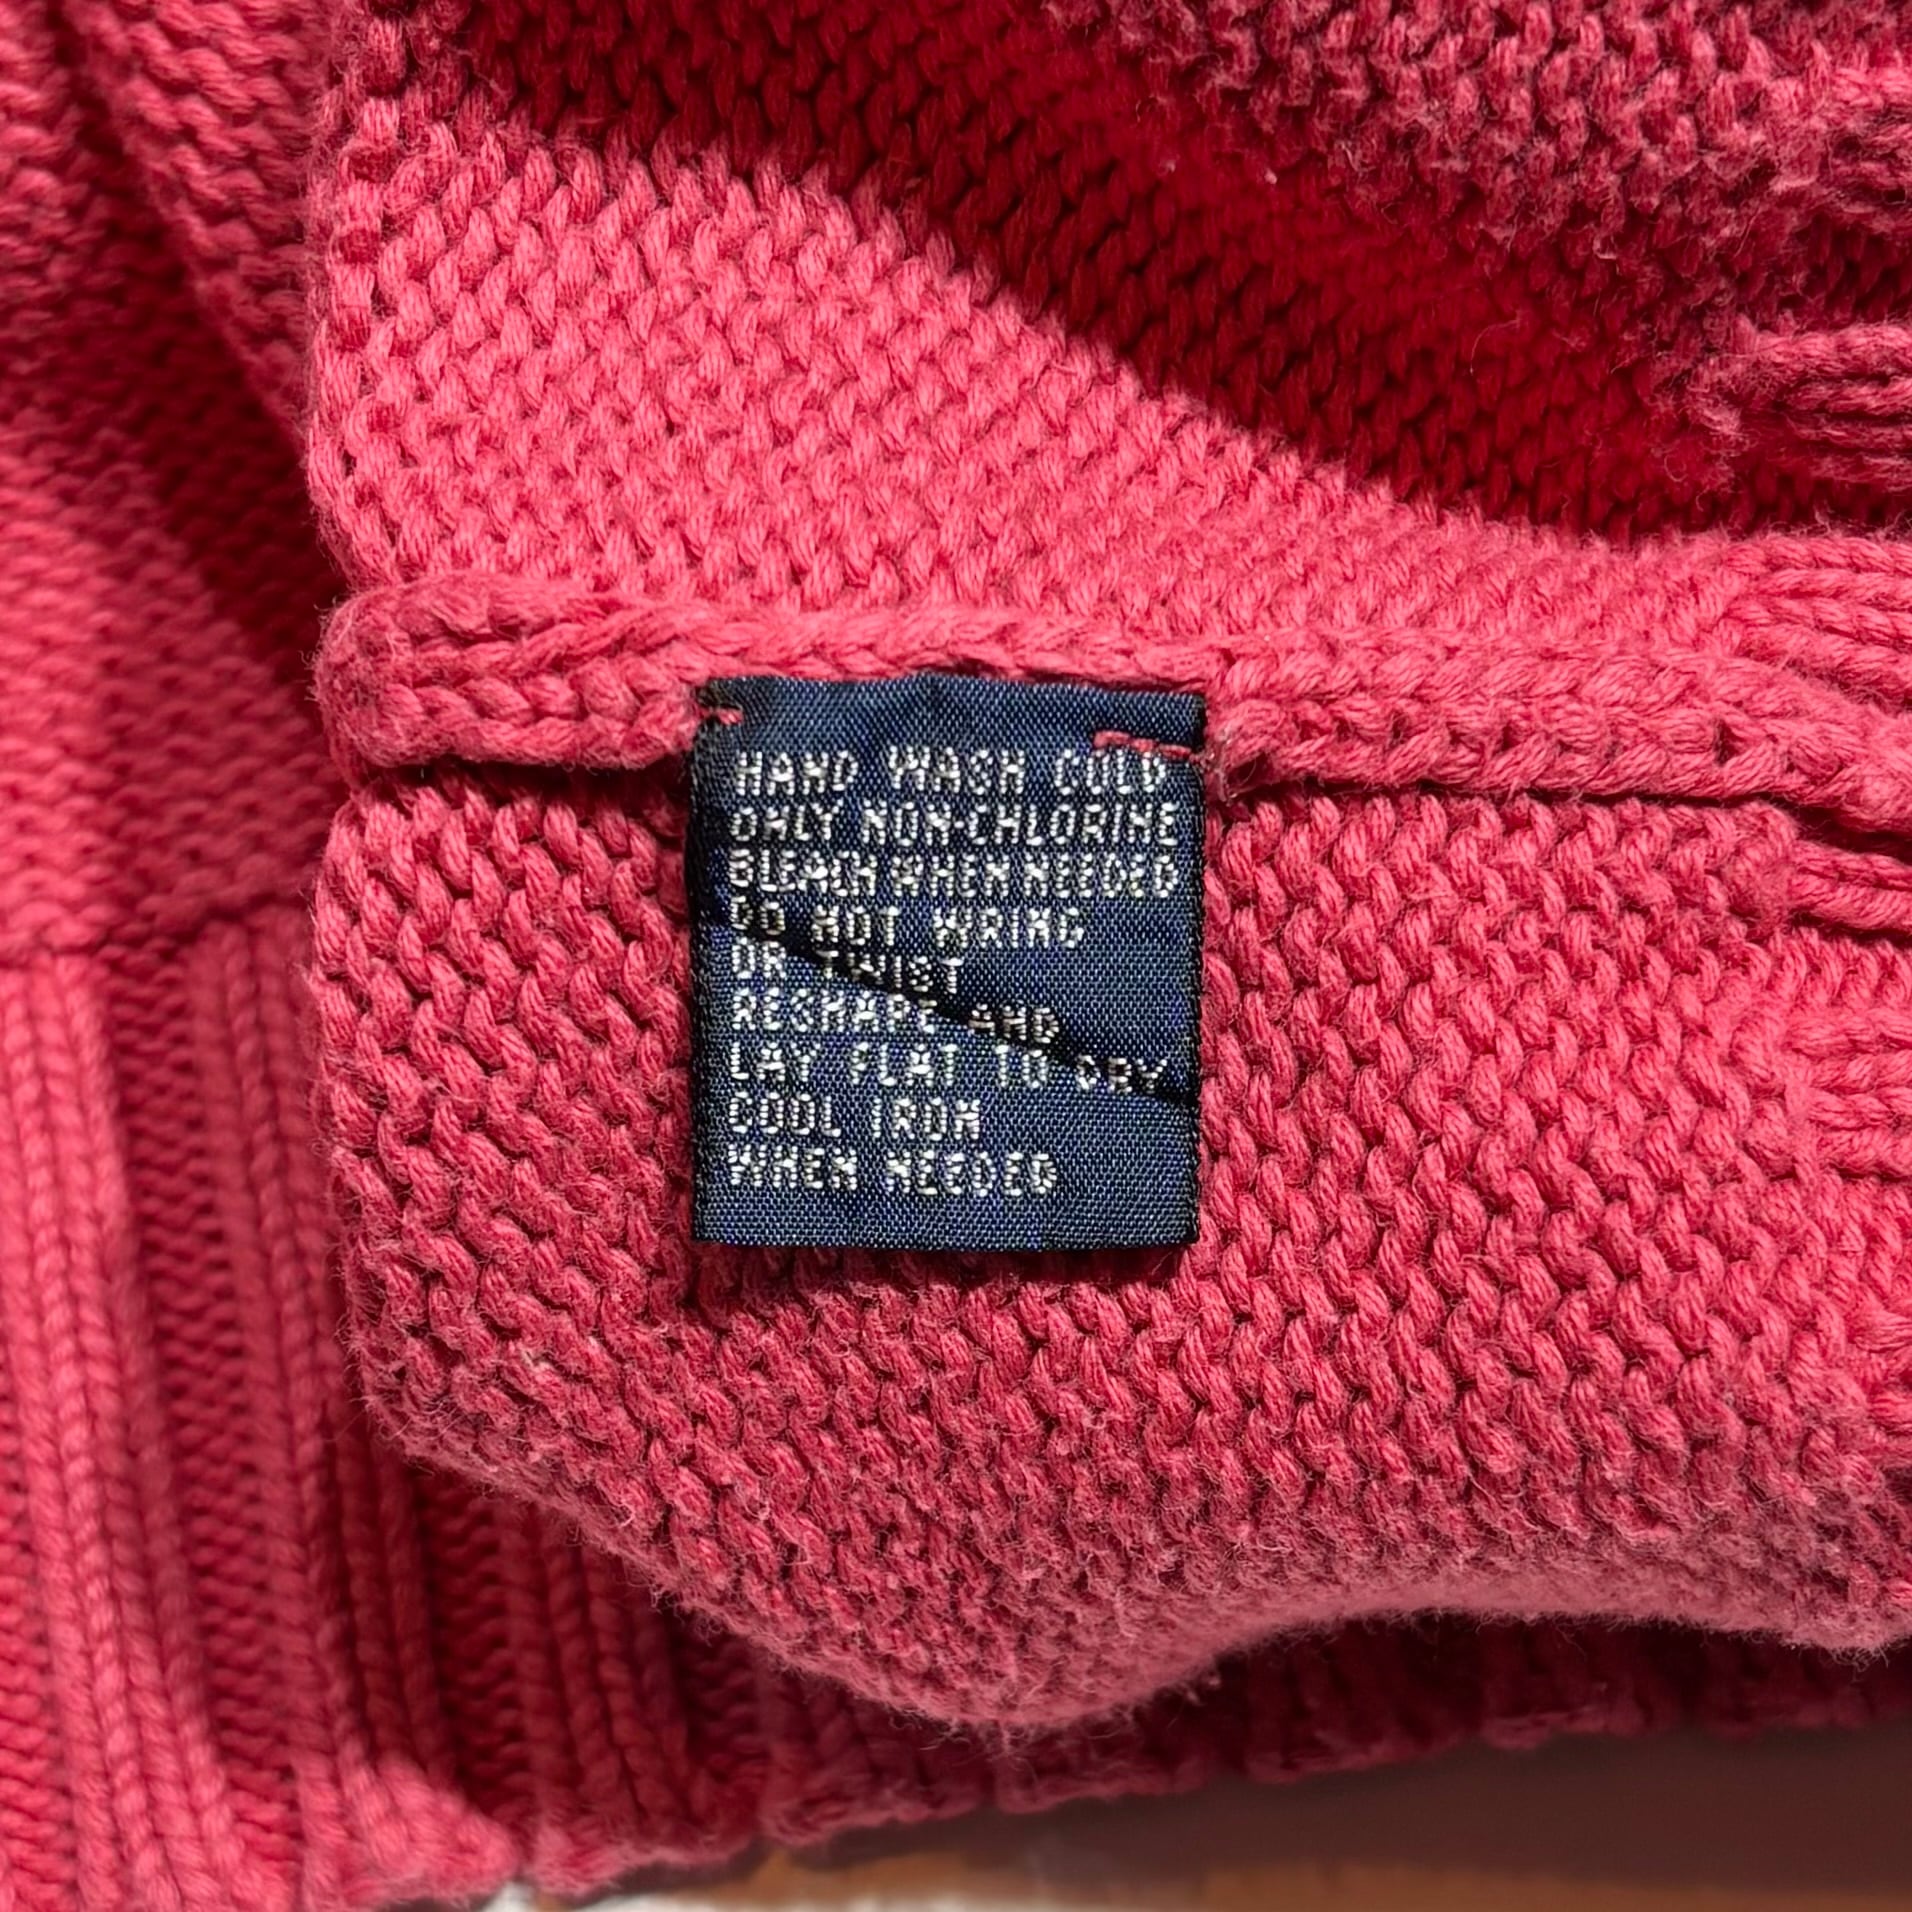 HAND WASH COLD
ONLY NON-CHLORINE
BLEACH WHEN NEEDED
DO NOT WRING
OR TWIST
RESHAPE AND
LAY FLAT TO DRY
COOL IRON
WHEN NEEDED